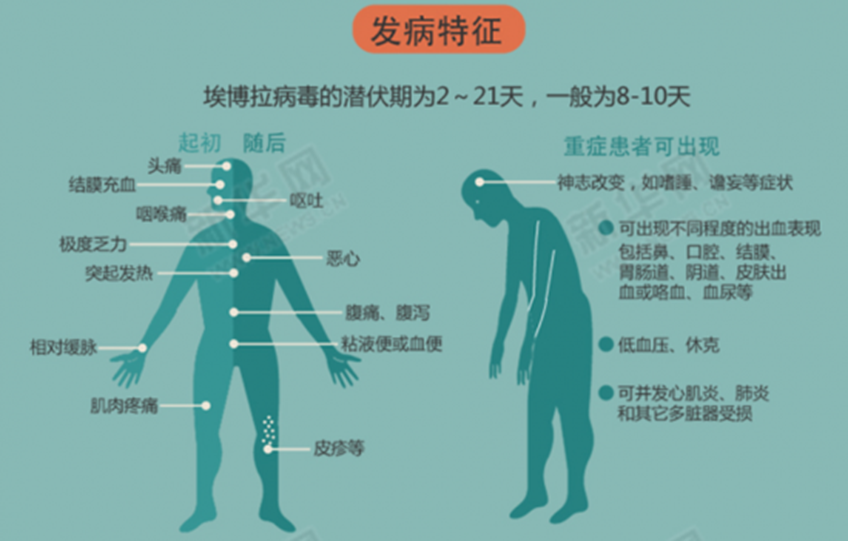 发病特征
埃博拉病毒的潜伏期为2～21天，一般为8-10天
起初 随后
头痛
结膜充血
呕吐
咽喉痛
极度乏力
恶心
突起发热
腹痛、腹泻
相对缓脉
粘液便或血便
肌肉疼痛
皮疹等
重症患者可出现
神志改变，如嗜睡、谵妄等症状
可出现不同程度的出血表现
包括鼻、口腔、结膜、
胃肠道、阴道、皮肤出
血或咯血、血尿等
低血压、休克
可并发心肌炎、肺炎
和其它多脏器受损
新华网
新华网